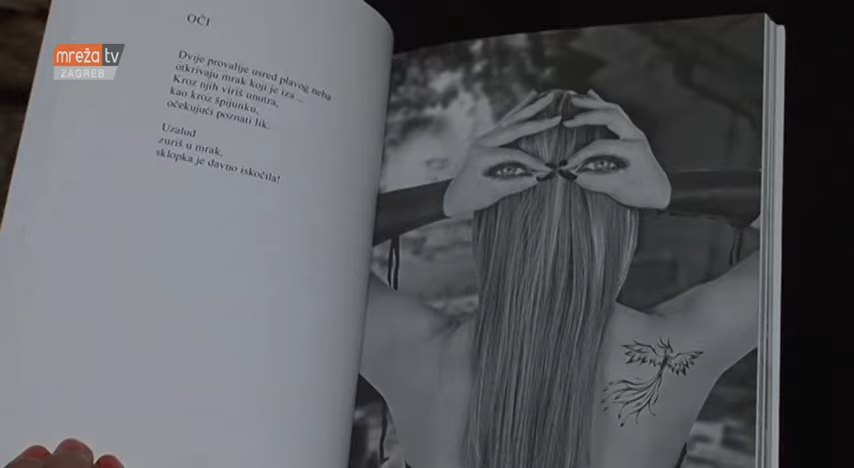 mreža tv
ZAGREB
OČI
Dvije provalije usred plavog neba
otkrivaju mrak koji je iza ..
Kroz njih viriš unutra,
kao kroz špijunku,
očekujući poznati lik.
Uzalud
zuriš u mrak,
sklopka je davno iskočila!